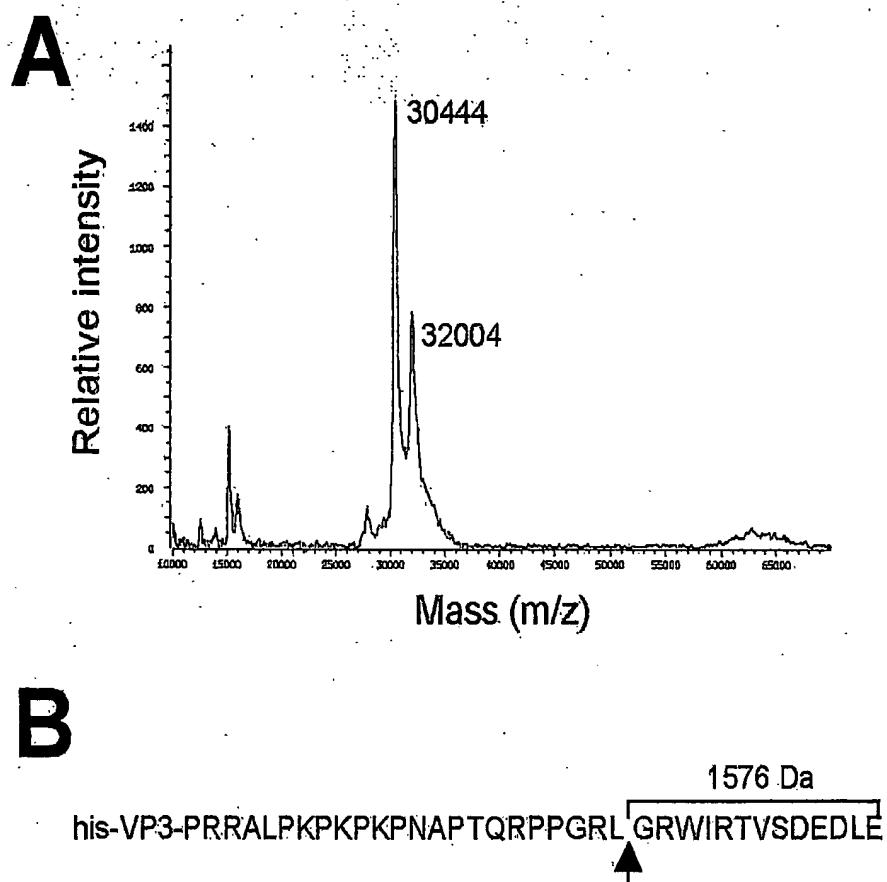 A
30444
32004
Relative intensity
1400
1200
1000
800
600
400
200
0
10000 15000 20000 25000 30000 35000 40000 45000 50000 55000 60000 65000
Mass (m/z)
B
1576 Da
his-VP3-PRRALPKPKPKPNAPTQRPPGRL GRWIRTVSDEDLE